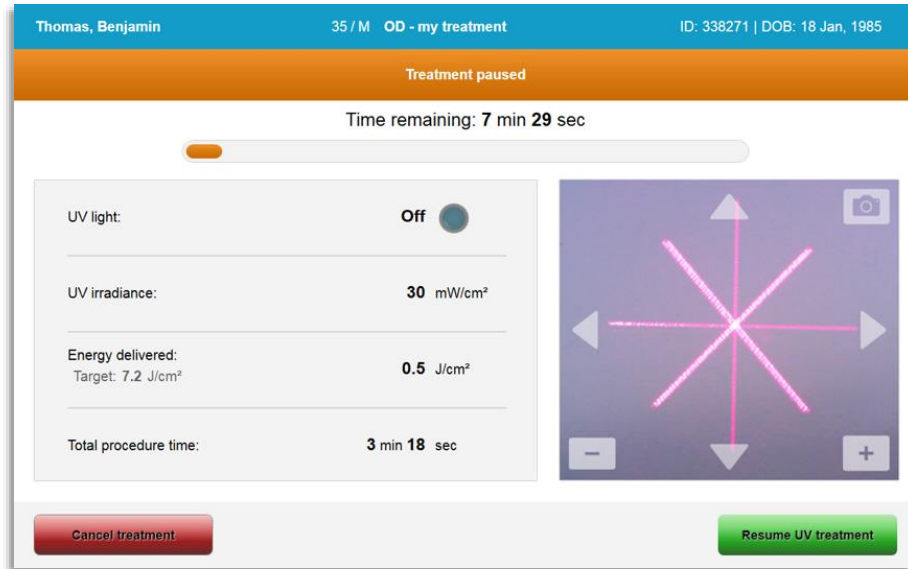 Thomas, Benjamin 35 / M OD - my treatment ID: 338271 | DOB: 18 Jan, 1985
Treatment paused
Time remaining: 7 min 29 sec
UV light: Off
UV irradiance: 30 mW/cm²
Energy delivered:
Target: 7.2 J/cm²
0.5 J/cm²
Total procedure time: 3 min 18 sec
Cancel treatment
Resume UV treatment